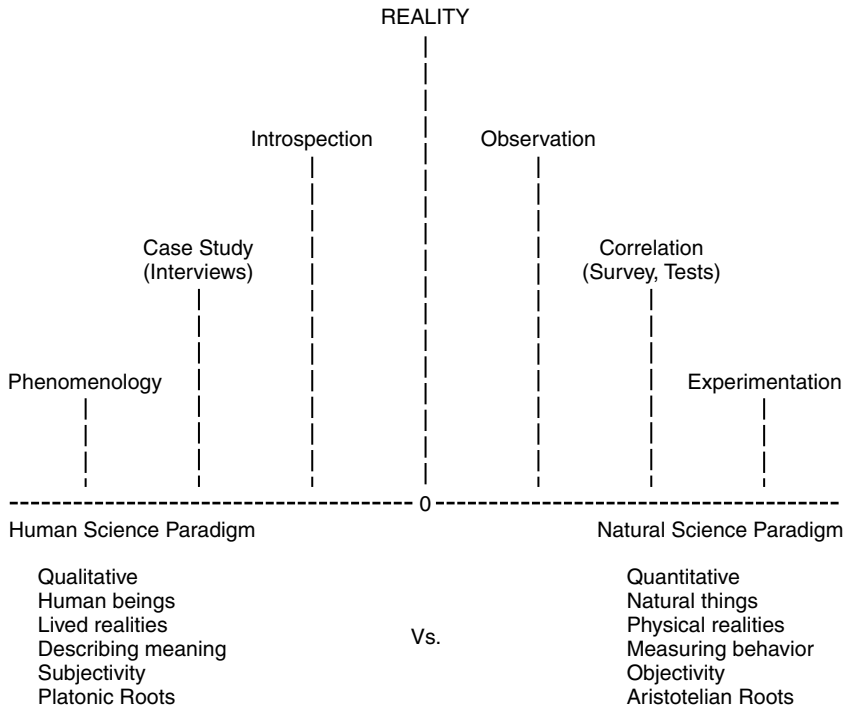 REALITY
Introspection
Observation
Case Study
(Interviews)
Correlation
(Survey, Tests)
Phenomenology
Experimentation
0
Human Science Paradigm
Natural Science Paradigm
Qualitative
Human beings
Lived realities
Describing meaning
Subjectivity
Platonic Roots
Vs.
Quantitative
Natural things
Physical realities
Measuring behavior
Objectivity
Aristotelian Roots